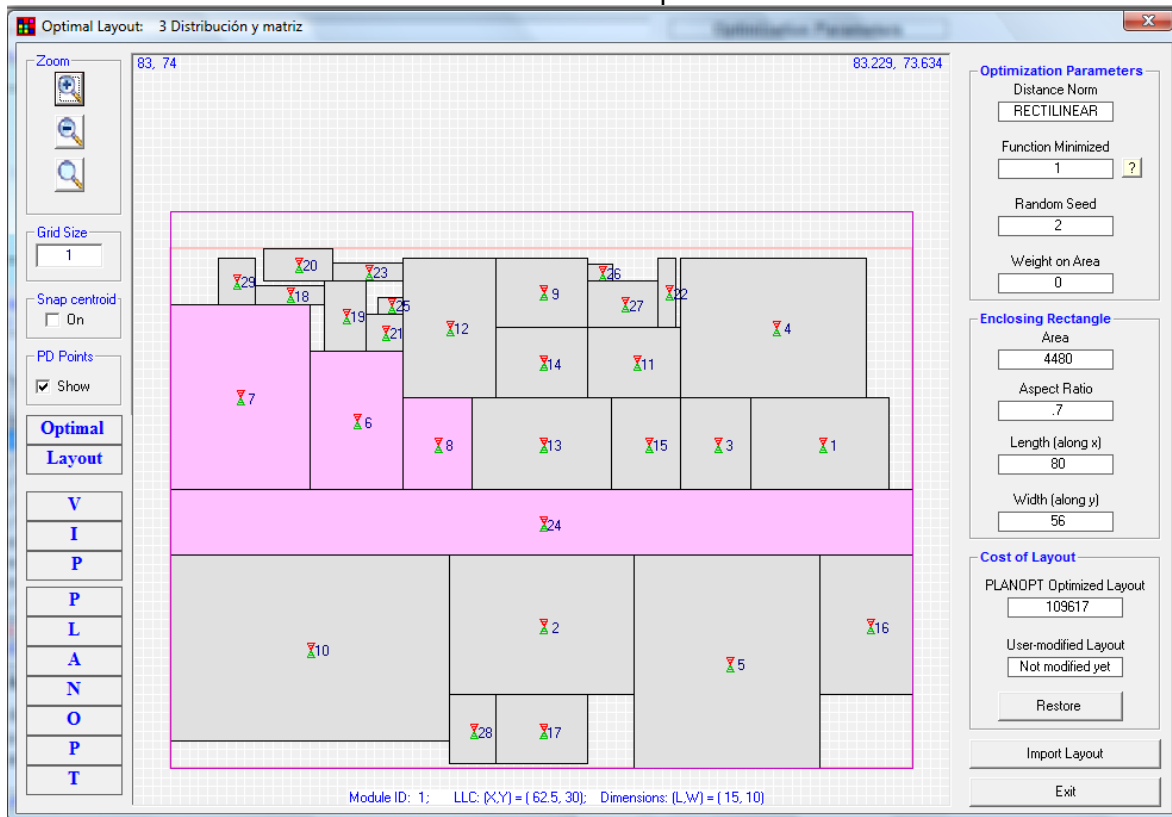 Optimal Layout: 3 Distribución y matriz
Zoom
Grid Size
1
Snap centroid
On
PD Points
Show
Optimal
Layout
V
I
P
P
L
A
N
O
P
T
83, 74
83.229, 73.634
20
23
29
18
19
25
21
12
9
26
27
22
4
14
11
7
6
8
13
15
3
1
24
10
2
16
5
28
17
Module ID: 1; LLC: (X,Y) = ( 62.5, 30); Dimensions: (L,W) = ( 15, 10)
Optimization Parameters
Distance Norm
RECTILINEAR
Function Minimized
1
?
Random Seed
2
Weight on Area
0
Enclosing Rectangle
Area
4480
Aspect Ratio
.7
Length (along x)
80
Width (along y)
56
Cost of Layout
PLANOPT Optimized Layout
109617
User-modified Layout
Not modified yet
Restore
Import Layout
Exit